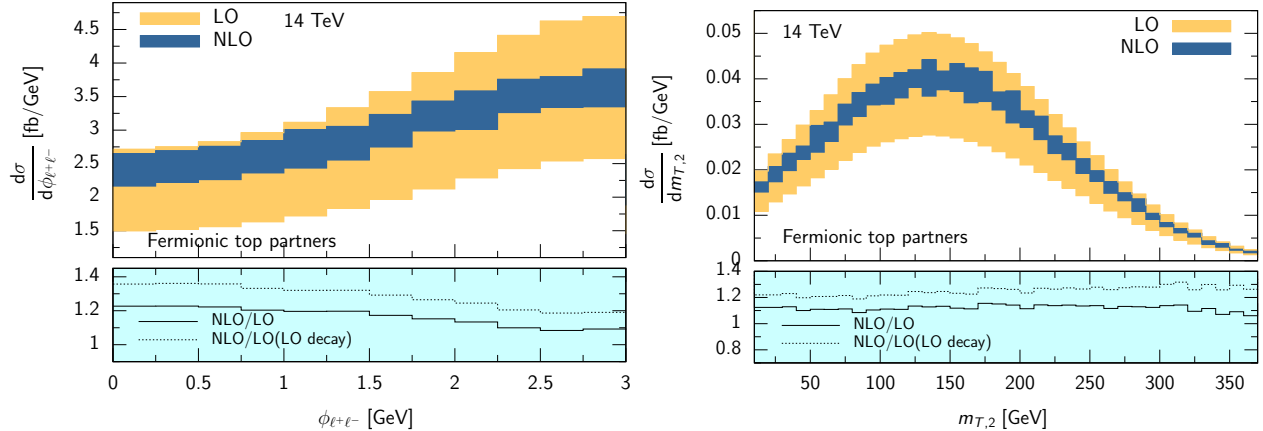 LO
NLO
14 TeV
4.5
4
3.5
3
2.5
2
1.5
dσ/dϕℓ+ℓ− [fb/GeV]
Fermionic top partners
1.4
1.2
1
NLO/LO
NLO/LO(LO decay)
0 0.5 1 1.5 2 2.5 3
ϕℓ+ℓ− [GeV]
14 TeV
LO
NLO
0.05
0.04
0.03
0.02
0.01
0
dσ/dmT,2 [fb/GeV]
Fermionic top partners
1.4
1.2
1
0.8
NLO/LO
NLO/LO(LO decay)
50 100 150 200 250 300 350
mT,2 [GeV]